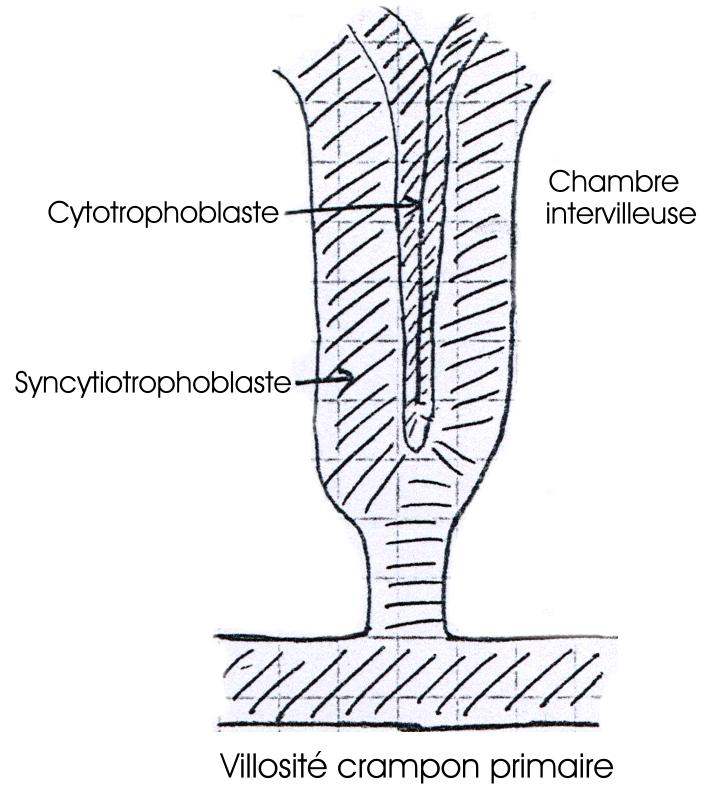 Cytotrophoblaste
Chambre
intervilleuse
Syncytiotrophoblaste
Villosité crampon primaire